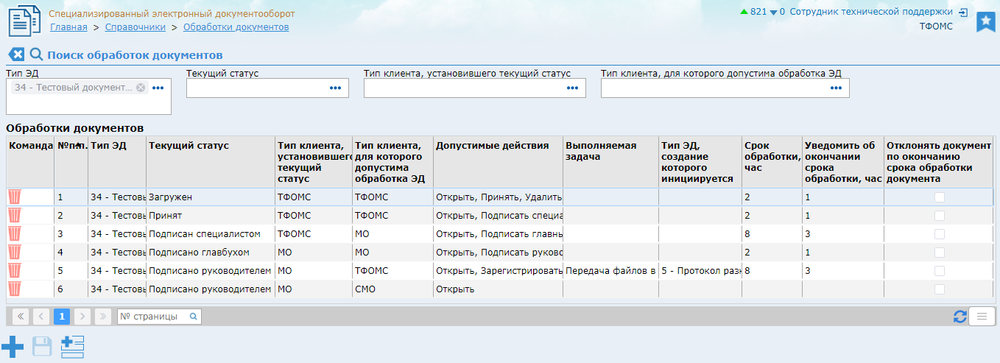 Специализированный электронный документооборот
821 0 Сотрудник технической поддержки
Главная > Справочники > Обработки документов
ТФОМС
Поиск обработок документов
Тип ЭД Текущий статус Тип клиента, установившего текущий статус Тип клиента, для которого допустима обработка ЭД
34 - Тестовый документ... ... ... ... ...
Обработки документов
Команда №п.п. Тип ЭД Текущий статус Тип клиента, Тип клиента, Допустимые действия Выполняемая Тип ЭД, Срок Уведомить об Отклонять документ
установившего для которого задача создание обработки, окончании по окончанию
текущий допустима которого час срока срока обработки
статус обработка ЭД инициируется обработки, час документа
1 34 - Тестовы Загружен ТФОМС ТФОМС Открыть, Принять, Удалить 2 1
2 34 - Тестовы Принят ТФОМС ТФОМС Открыть, Подписать специа 2 1
3 34 - Тестовы Подписан специалистом ТФОМС МО Открыть, Подписать главны 8 3
4 34 - Тестовы Подписано главбухом МО МО Открыть, Подписать руково 2 1
5 34 - Тестовы Подписано руководителем МО ТФОМС Открыть, Зарегистрировать Передача файлов в 5 - Протокол разн 8 3
6 34 - Тестовы Подписано руководителем МО СМО Открыть
« < 1 > » № страницы